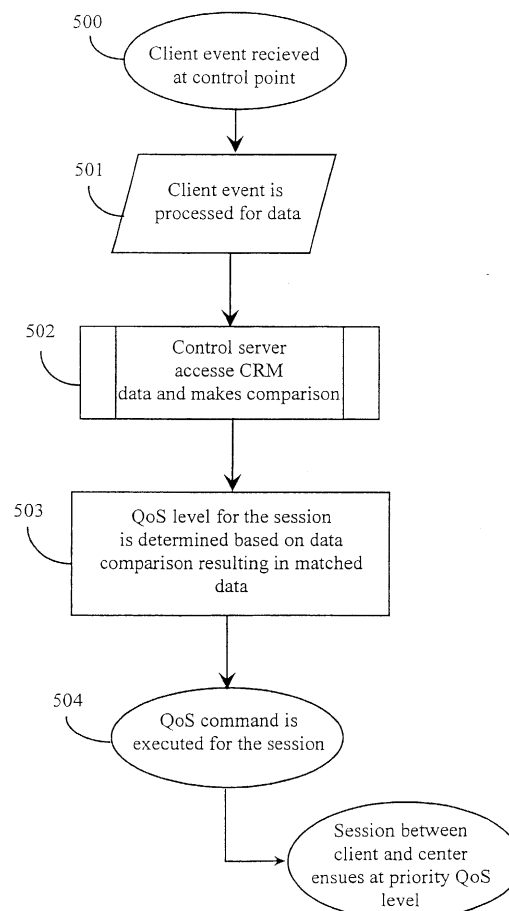 500
Client event recieved
at control point
501
Client event is
processed for data
502
Control server
accesse CRM
data and makes comparison
503
QoS level for the session
is determined based on data
comparison resulting in matched
data
504
QoS command is
executed for the session
Session between
client and center
ensues at priority QoS
level